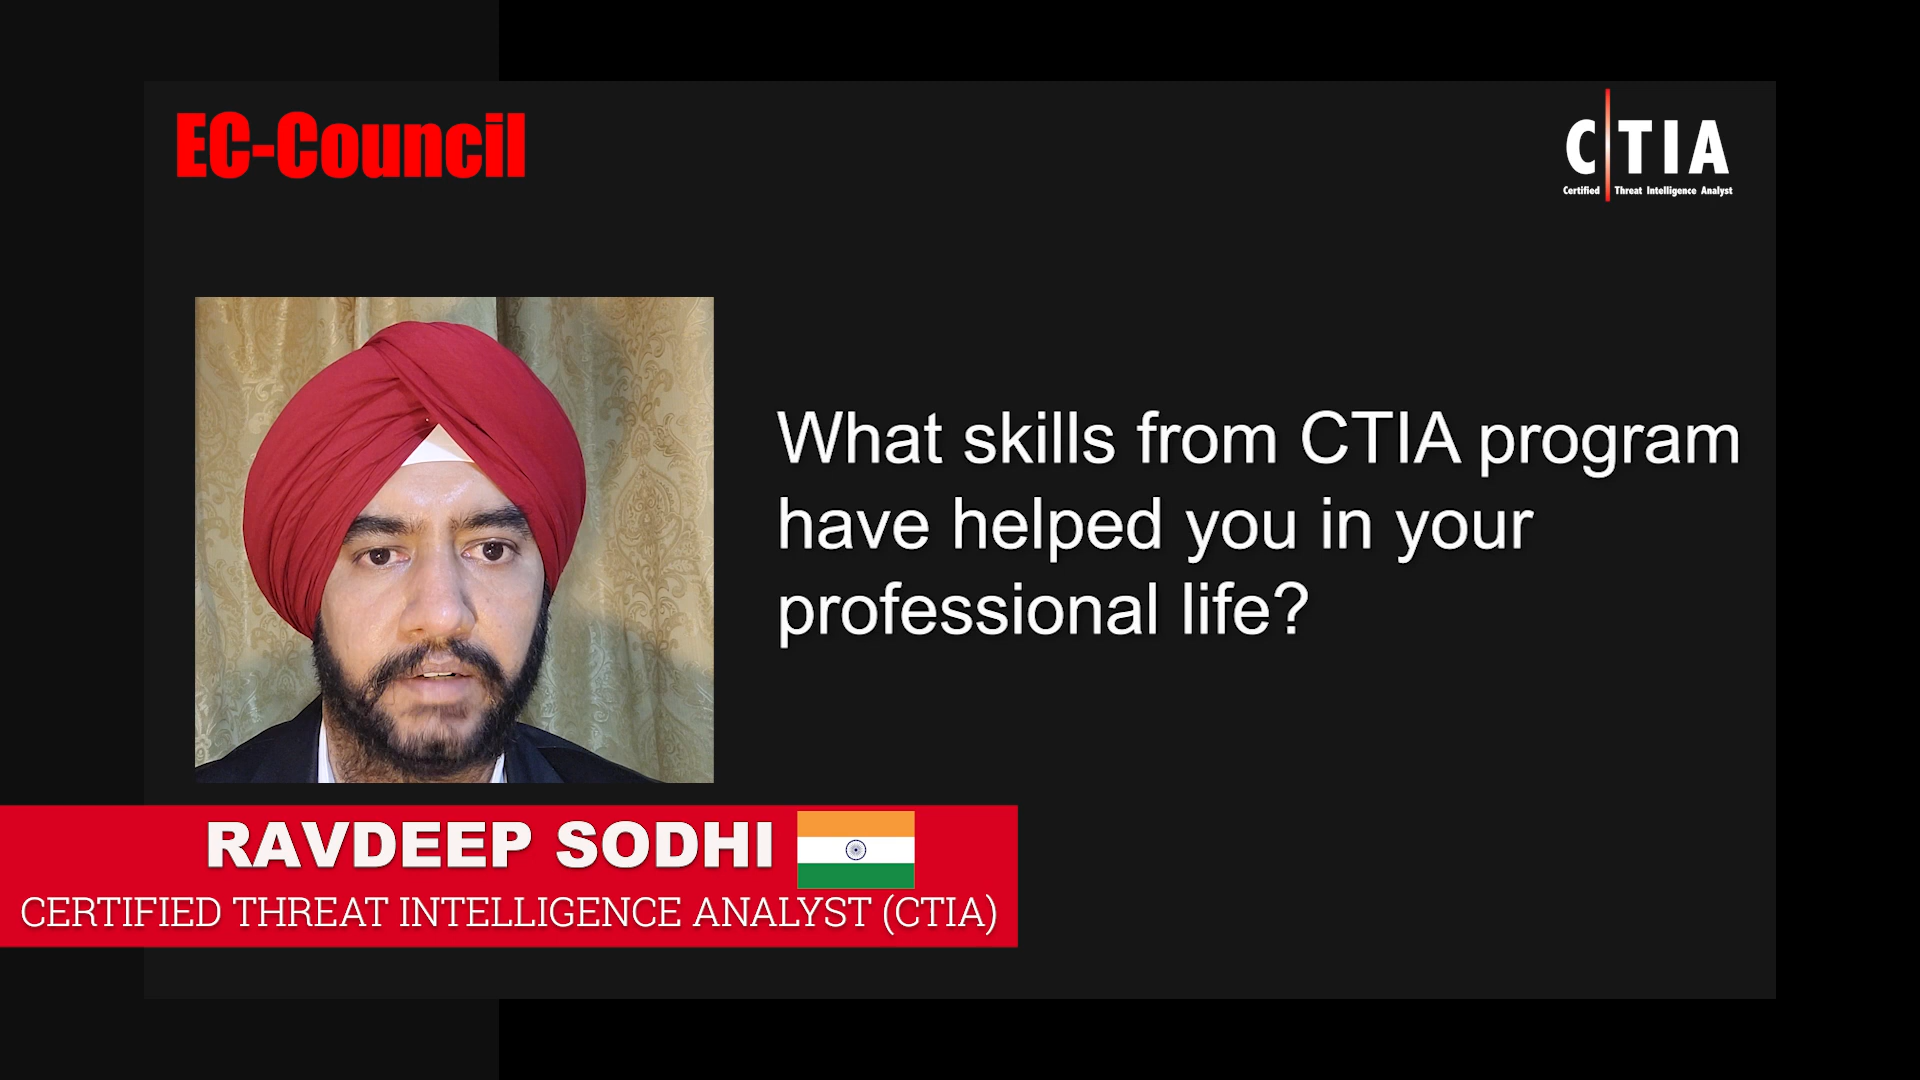 EC-Council
C|TIA
Certified Threat Intelligence Analyst
What skills from CTIA program
have helped you in your
professional life?
RAVDEEP SODHI
CERTIFIED THREAT INTELLIGENCE ANALYST (CTIA)